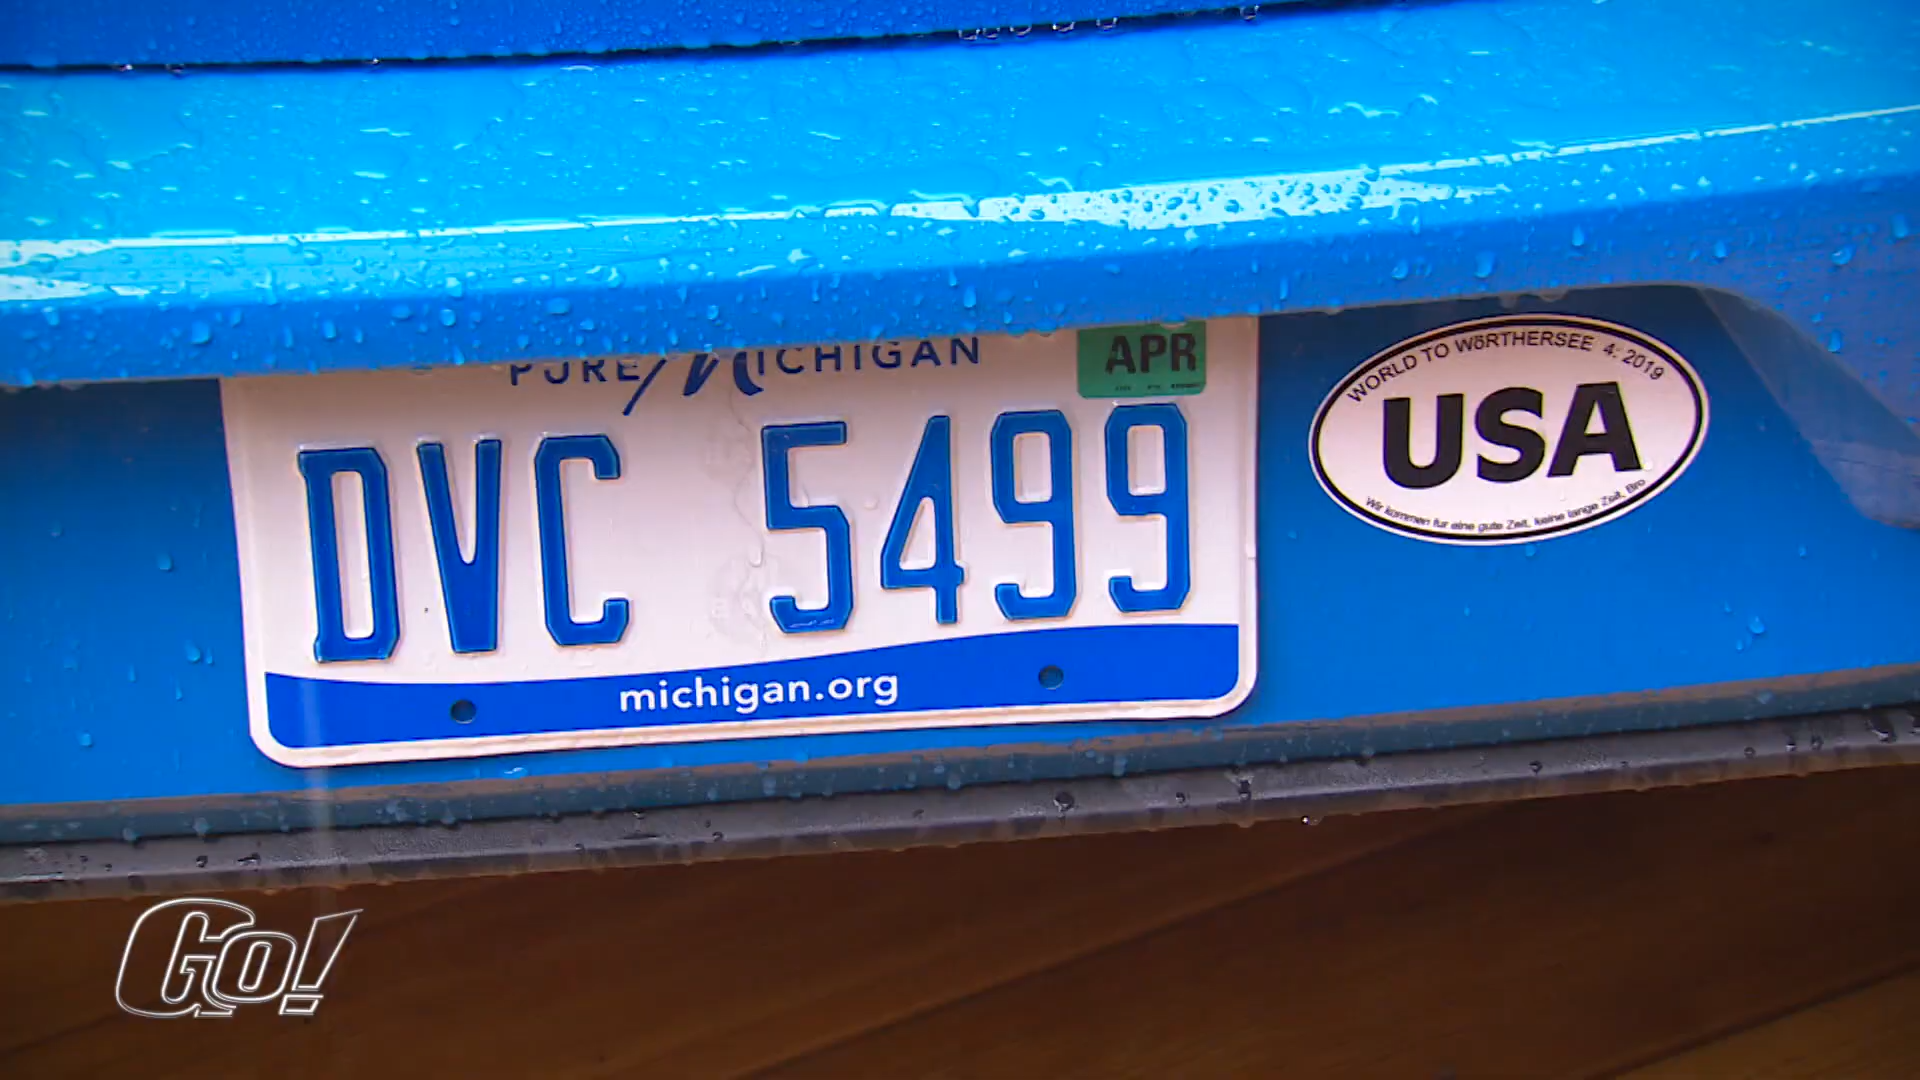 PURE MICHIGAN
APR
DVC 5499
michigan.org
WORLD TO WöRTHERSEE 4: 2019
USA
Wir kommen fur eine gute Zeit, keine lange Zeit, Bro
GO!